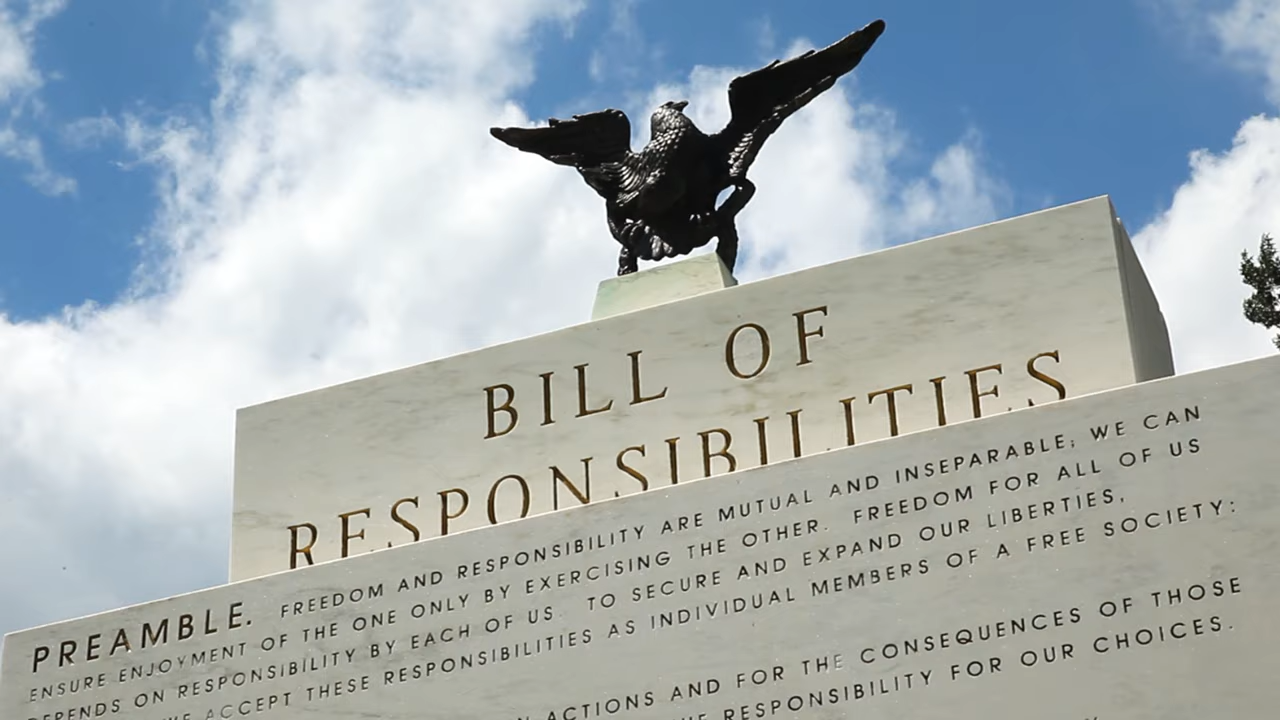 BILL OF
RESPONSIBILITIES
PREAMBLE. FREEDOM AND RESPONSIBILITY ARE MUTUAL AND INSEPARABLE; WE CAN
ENSURE ENJOYMENT OF THE ONE ONLY BY EXERCISING THE OTHER. FREEDOM FOR ALL OF US
DEPENDS ON RESPONSIBILITY BY EACH OF US. TO SECURE AND EXPAND OUR LIBERTIES,
WE ACCEPT THESE RESPONSIBILITIES AS INDIVIDUAL MEMBERS OF A FREE SOCIETY:
ACTIONS AND FOR THE CONSEQUENCES OF THOSE
RESPONSIBILITY FOR OUR CHOICES.